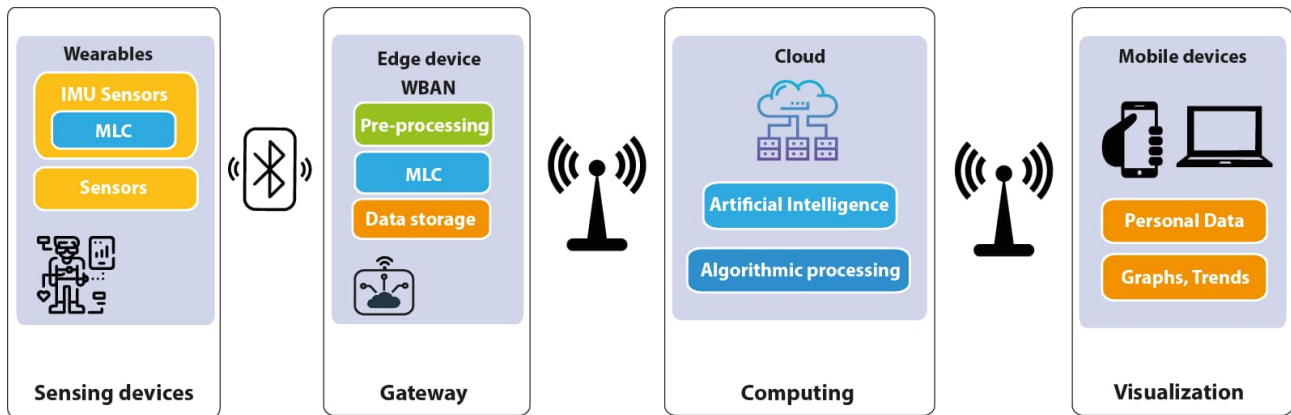 Wearables
IMU Sensors
MLC
Sensors
Sensing devices
Edge device
WBAN
Pre-processing
MLC
Data storage
Gateway
Cloud
Artificial Intelligence
Algorithmic processing
Computing
Mobile devices
Personal Data
Graphs, Trends
Visualization